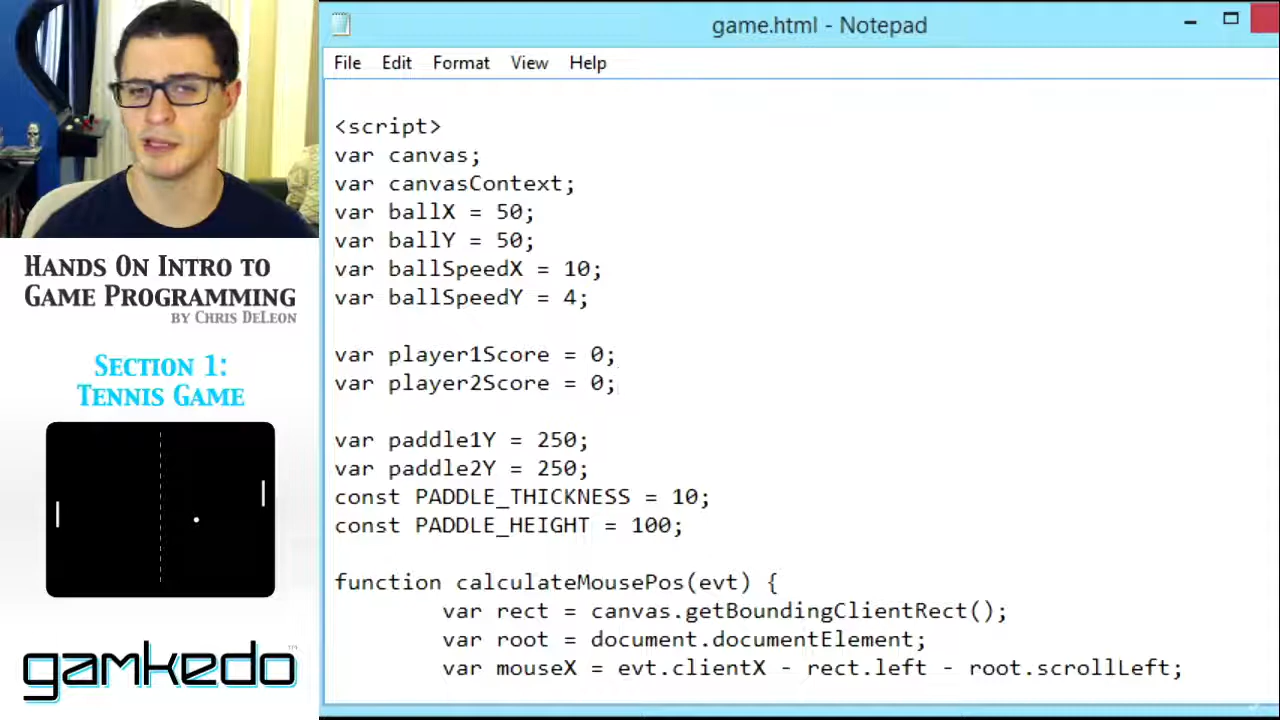 game.html - Notepad
File Edit Format View Help
<script>
var canvas;
var canvasContext;
var ballX = 50;
var ballY = 50;
var ballSpeedX = 10;
var ballSpeedY = 4;
var player1Score = 0;
var player2Score = 0;
var paddle1Y = 250;
var paddle2Y = 250;
const PADDLE_THICKNESS = 10;
const PADDLE_HEIGHT = 100;
function calculateMousePos(evt) {
var rect = canvas.getBoundingClientRect();
var root = document.documentElement;
var mouseX = evt.clientX - rect.left - root.scrollLeft;
Hands On Intro to
Game Programming
by Chris DeLeon
Section 1:
Tennis Game
gamkedo™